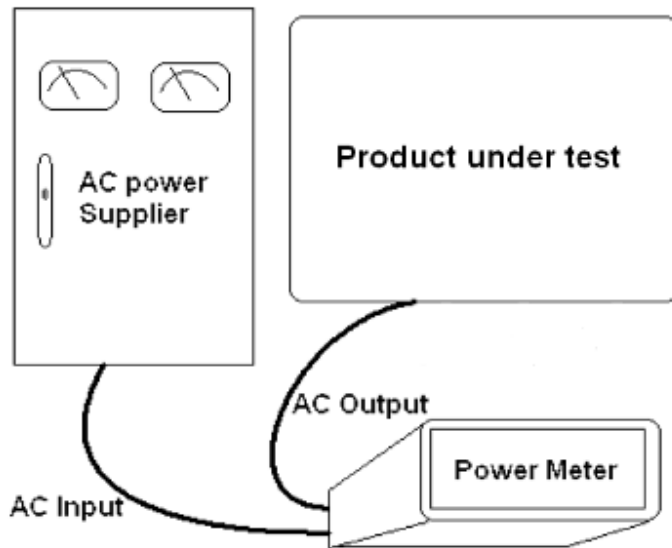 AC power
Supplier
Product under test
AC Output
Power Meter
AC Input